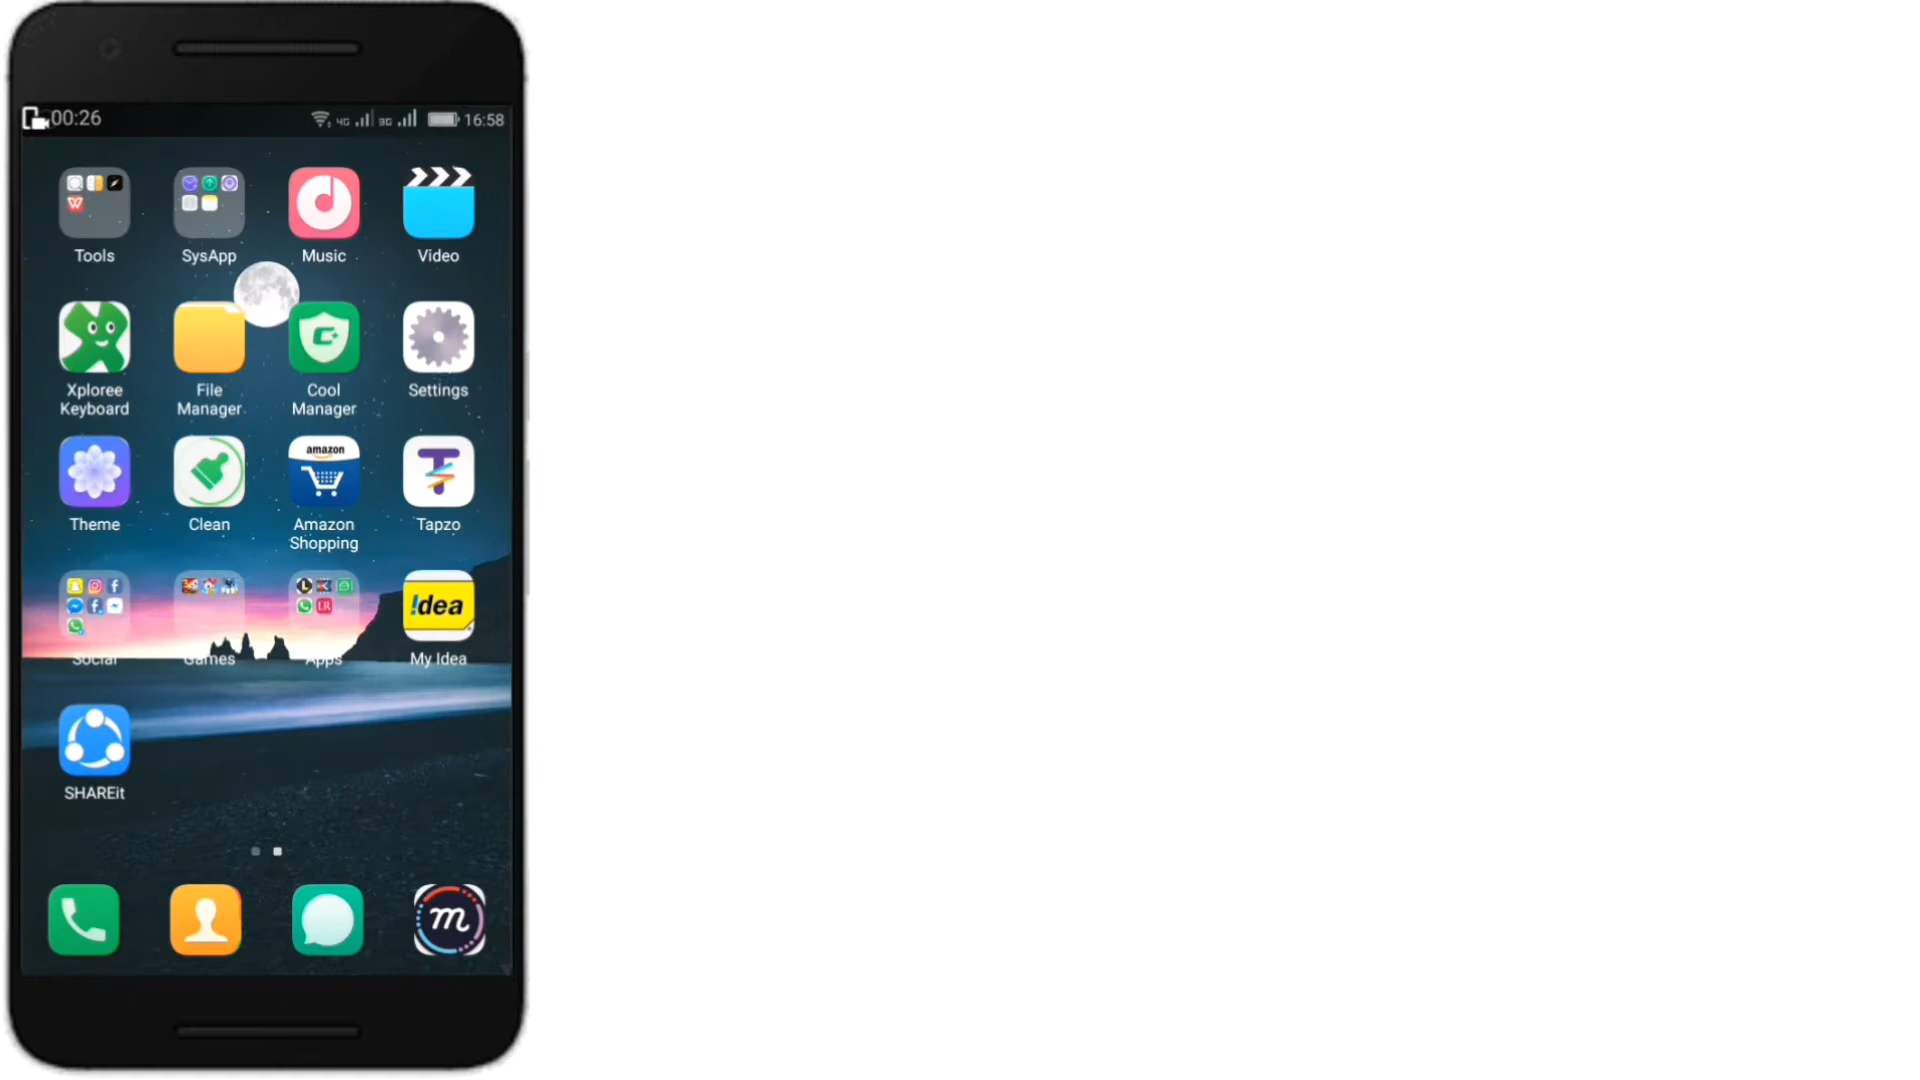 00:26
4G 3G 16:58
Tools SysApp Music Video
Xploree Keyboard
File Manager
Cool Manager
Settings
amazon
Theme Clean
Amazon Shopping
Tapzo
!dea
LR
Social Games Apps My Idea
SHAREit
m